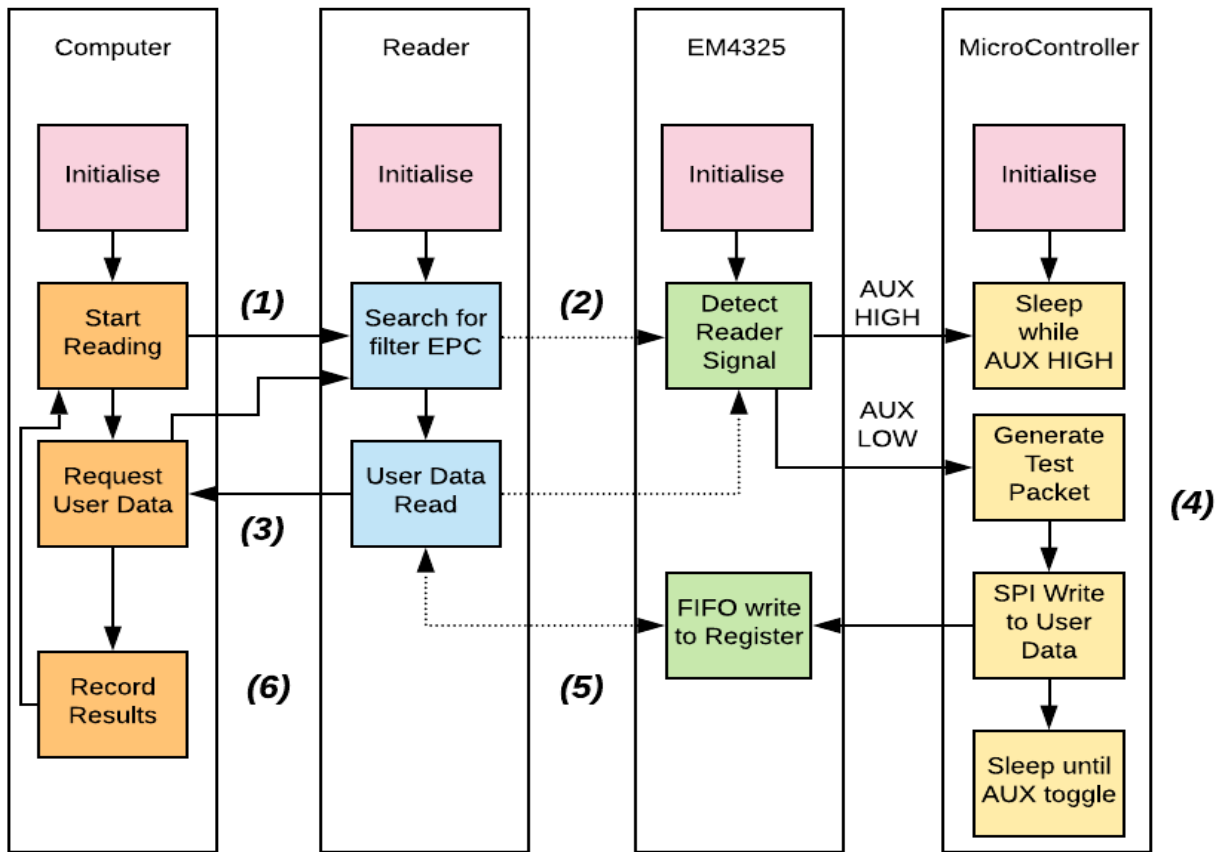 Computer
Reader
EM4325
MicroController
Initialise
Initialise
Initialise
Initialise
Start
Reading
(1)
Search for
filter EPC
(2)
Detect
Reader
Signal
AUX
HIGH
Sleep
while
AUX HIGH
Request
User Data
(3)
User Data
Read
AUX
LOW
Generate
Test
Packet
(4)
FIFO write
to Register
SPI Write
to User
Data
Record
Results
(6)
(5)
Sleep until
AUX toggle